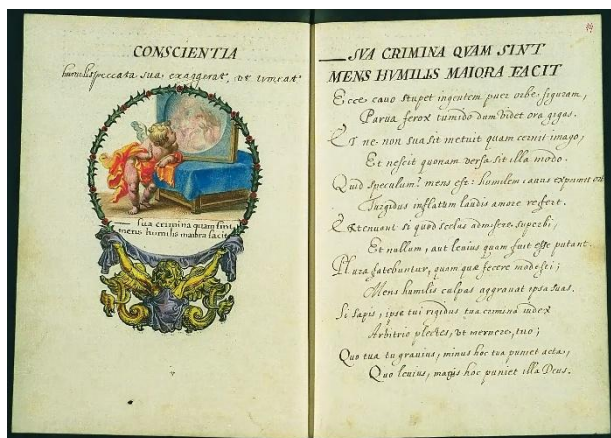 CONSCIENTIA
humilis peccata sua exaggerat, ut
sua crimina quam sint
mens humilis maiora facit
SVA CRIMINA QVAM SINT
MENS HVMILIS MAIORA FACIT
Ecce cavo stupet ingentem puer orbe figuram,
Parva ferox tumido dum videt ora gigas.
ne non sua sit metuit quam cernit imago,
Et nescit quonam versa sit illa modo.
Quid speculum? mens est: humilem cavus exprimit
Turgidus inflatum laudis amore refert.
Extenuant si quod scelus admisere superbi,
Et nullum, aut levius quam fuit esse putant.
Plura fatebuntur, quam quae fecere modesti;
Mens humilis culpas aggravat ipsa suas.
Si sapis, ipse tui rigidus tua crimina iudex
Arbitrio plectes, ut meruere, tuo;
Quo tua tu gravius, minus hoc tua puniet acta,
Quo levius, magis hoc puniet illa Deus.